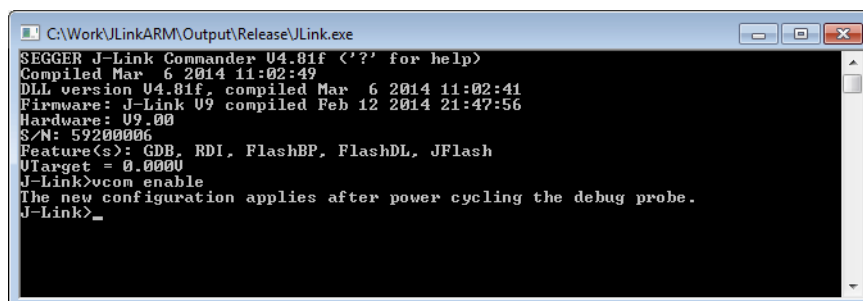 C:\Work\JLinkARM\Output\Release\JLink.exe
SEGGER J-Link Commander V4.81f ('?' for help)
Compiled Mar  6 2014 11:02:49
DLL version V4.81f, compiled Mar  6 2014 11:02:41
Firmware: J-Link V9 compiled Feb 12 2014 21:47:56
Hardware: V9.00
S/N: 59200006
Feature(s): GDB, RDI, FlashBP, FlashDL, JFlash
VTarget = 0.000V
J-Link>vcom enable
The new configuration applies after power cycling the debug probe.
J-Link>_